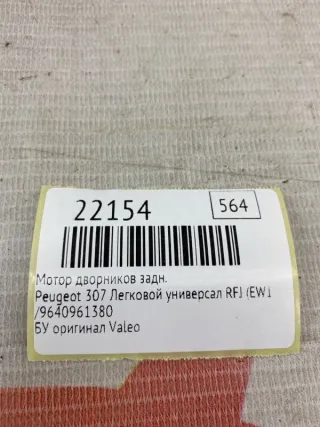 22154
564
Мотор дворников задн.
Peugeot 307 Легковой универсал RFJ (EW1
/9640961380
БУ оригинал Valeo